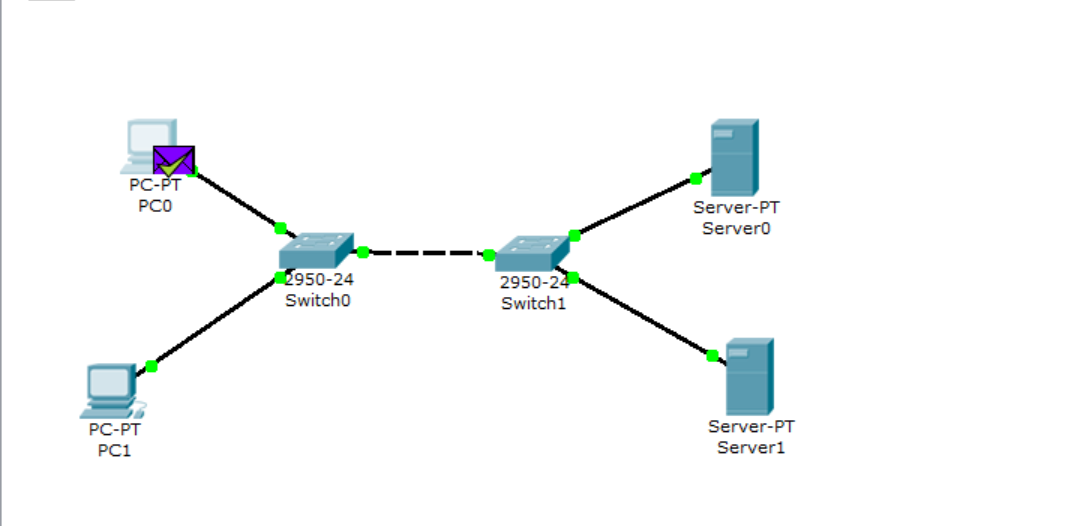 PC-PT
PC0
2950-24
Switch0
PC-PT
PC1
2950-24
Switch1
Server-PT
Server0
Server-PT
Server1